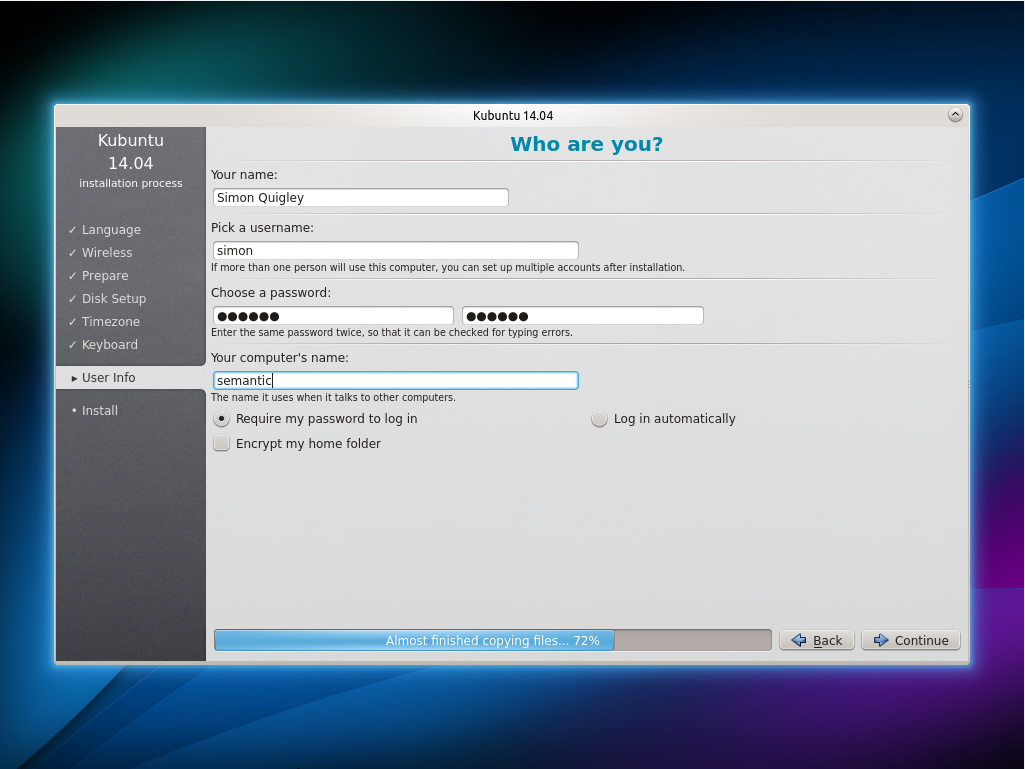 Kubuntu 14.04
Kubuntu
14.04
installation process
✓ Language
✓ Wireless
✓ Prepare
✓ Disk Setup
✓ Timezone
✓ Keyboard
▸ User Info
• Install
Who are you?
Your name:
Simon Quigley
Pick a username:
simon
If more than one person will use this computer, you can set up multiple accounts after installation.
Choose a password:
●●●●●● ●●●●●●
Enter the same password twice, so that it can be checked for typing errors.
Your computer's name:
semantic
The name it uses when it talks to other computers.
Require my password to log in Log in automatically
Encrypt my home folder
Almost finished copying files... 72% Back Continue